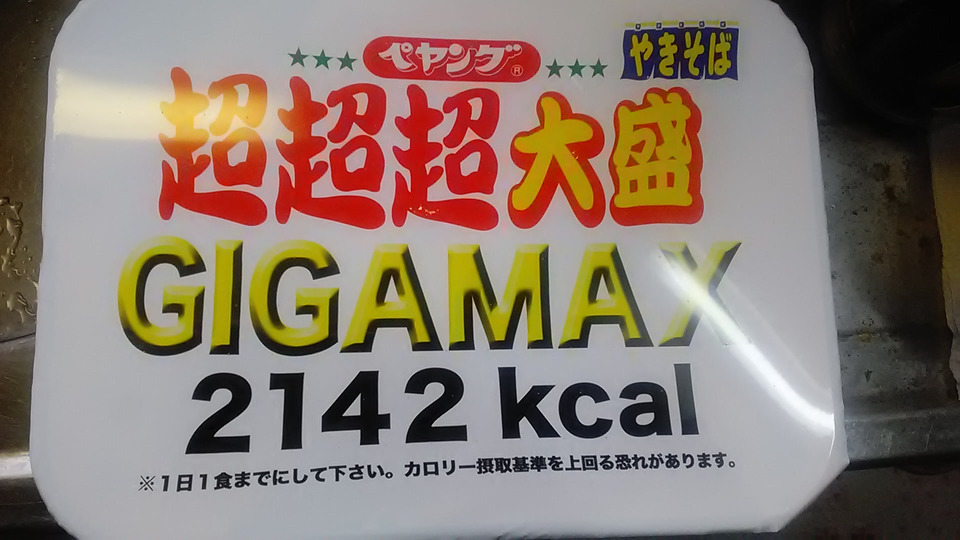 ★★★ ペヤング® ★★★ やきそば
超超超大盛
GIGAMAX
2142 kcal
※1日1食までにして下さい。カロリー摂取基準を上回る恐れがあります。